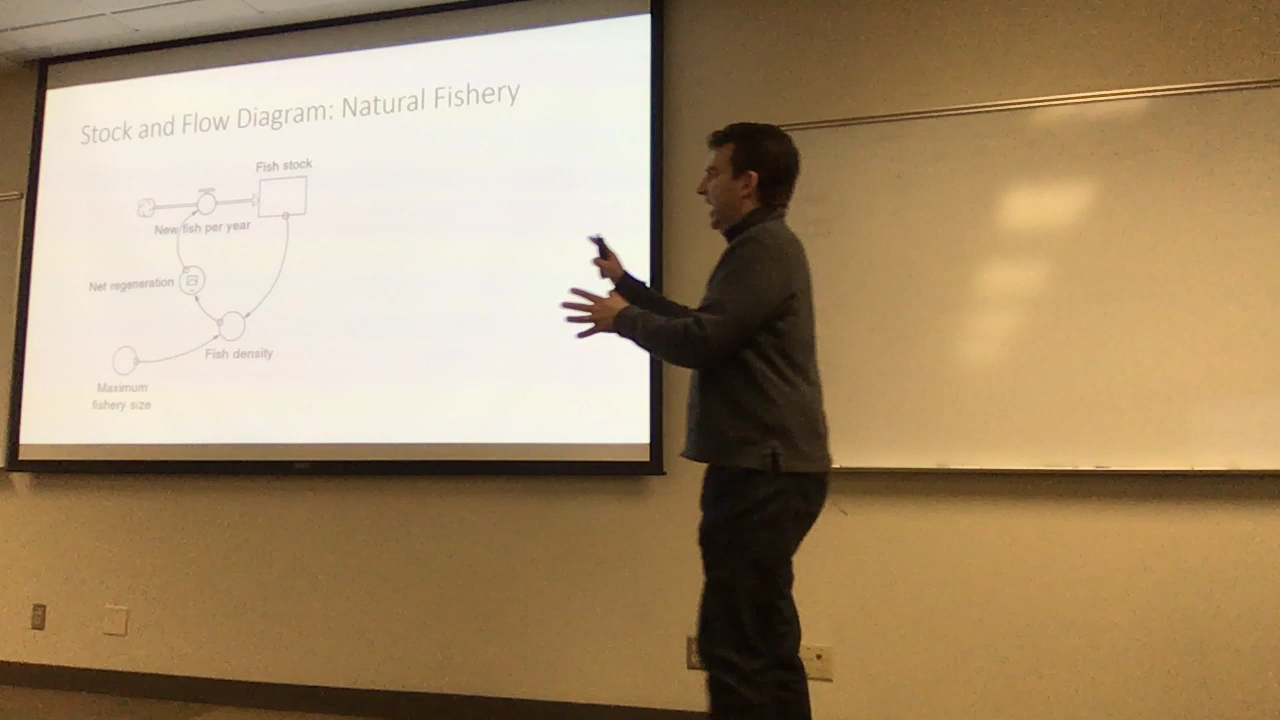 Stock and Flow Diagram: Natural Fishery
Fish stock
New fish per year
Net regeneration
Fish density
Maximum
fishery size